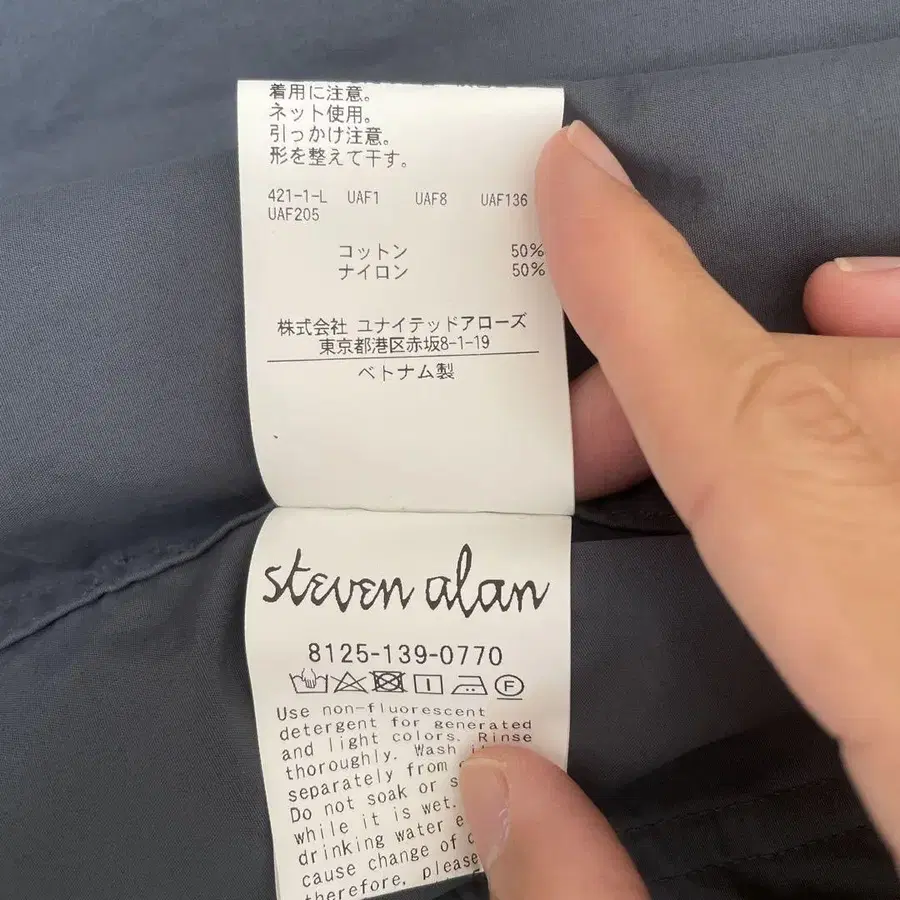 着用に注意。
ネット使用。
引っかけ注意。
形を整えて干す。
421-1-L UAF1 UAF8 UAF136
UAF205
コットン 50%
ナイロン 50%
株式会社 ユナイテッドアローズ
東京都港区赤坂8-1-19
ベトナム製
steven alan
8125-139-0770
F
Use non-fluorescent
detergent for generated
and light colors. Rinse
thoroughly. Wash
separately from
Do not soak or
while it is wet.
drinking water
cause change of
therefore, please